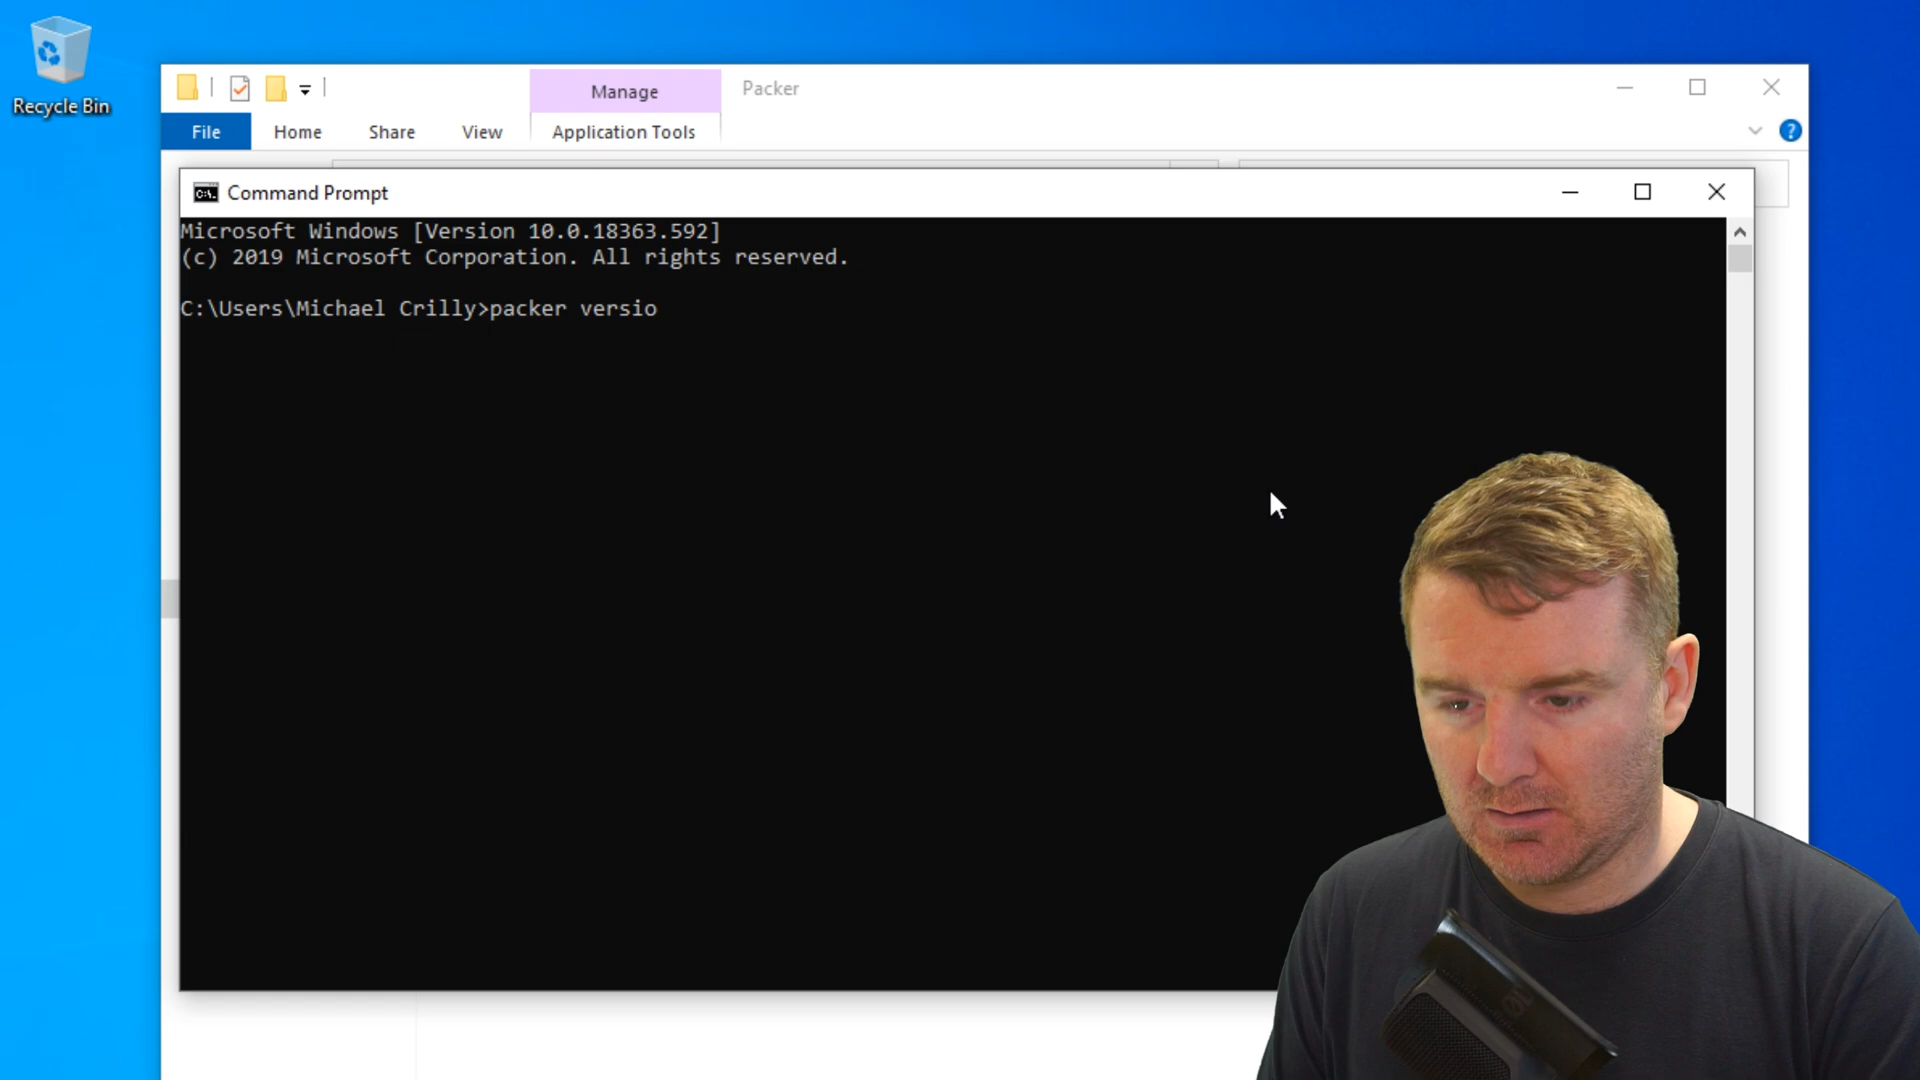 Recycle Bin
Manage
Packer
File
Home
Share
View
Application Tools
?
Command Prompt
Microsoft Windows [Version 10.0.18363.592]
(c) 2019 Microsoft Corporation. All rights reserved.
C:\Users\Michael Crilly>packer versio